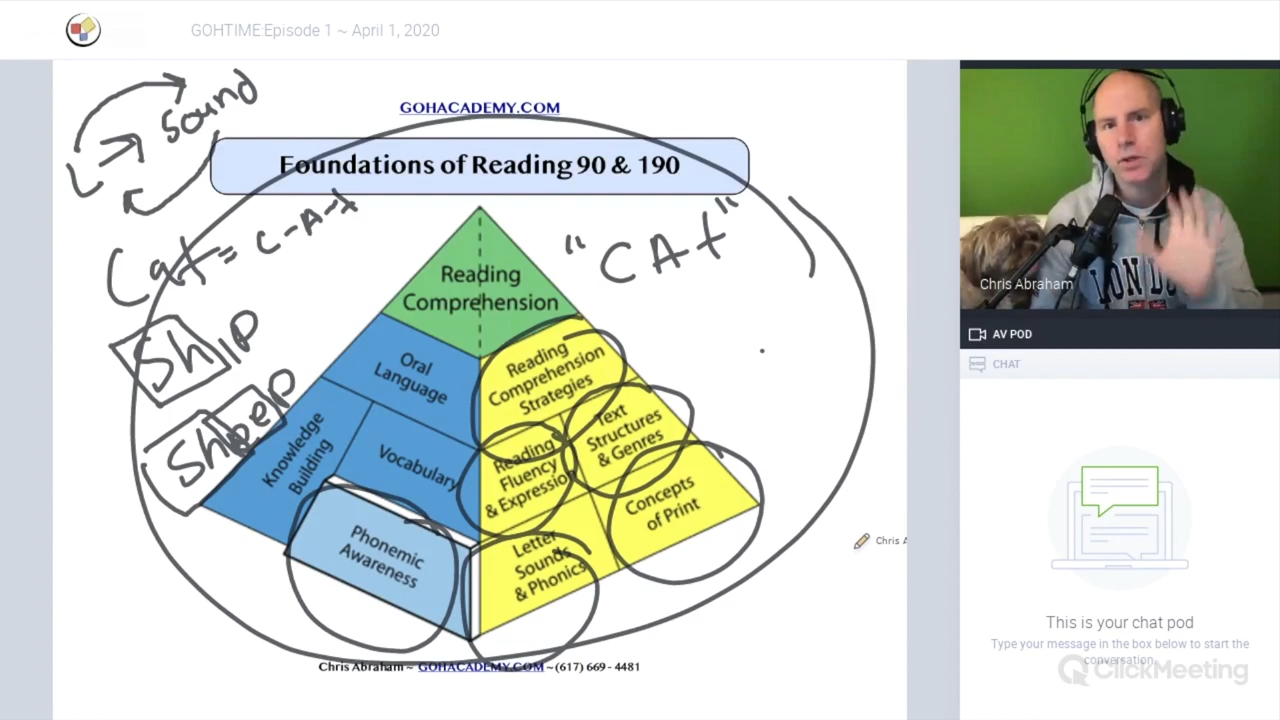 GOHTIME:Episode 1 ~ April 1, 2020
GOHACADEMY.COM
L → Sound
Foundations of Reading 90 & 190
Cat = C-A-t
"CAt"
Ship
Sheep
Reading
Comprehension
Oral
Language
Knowledge
Building
Vocabulary
Phonemic
Awareness
Reading
Comprehension
Strategies
Text
Structures
& Genres
Reading
Fluency
& Expression
Concepts
of Print
Letter
Sounds
& Phonics
Chris Abraham ~ GOHACADEMY.COM ~ (617) 669 - 4481
Chris A
LONDO
Chris Abraham
AV POD
CHAT
This is your chat pod
Type your message in the box below to start the
conversation.
ClickMeeting